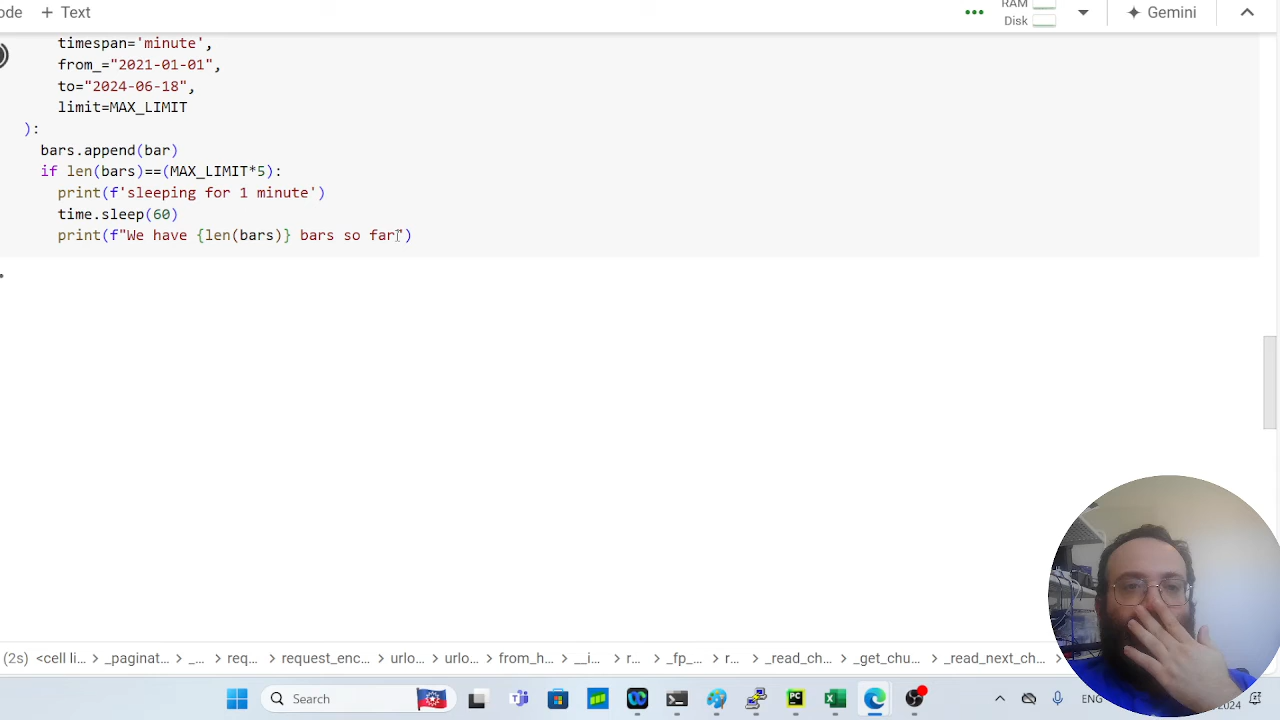 ode + Text
RAM
Disk
Gemini
timespan='minute',
from_="2021-01-01",
to="2024-06-18",
limit=MAX_LIMIT
):
bars.append(bar)
if len(bars)==(MAX_LIMIT*5):
print(f'sleeping for 1 minute')
time.sleep(60)
print(f"We have {len(bars)} bars so far")
(2s) <cell li... > _paginat... > _... > req... > request_enc... > urlo... > urlo... > from_h... > __i... > r... > _fp_... > r... > _read_ch... > _get_chu... > _read_next_ch... >
Search
ENG
2024